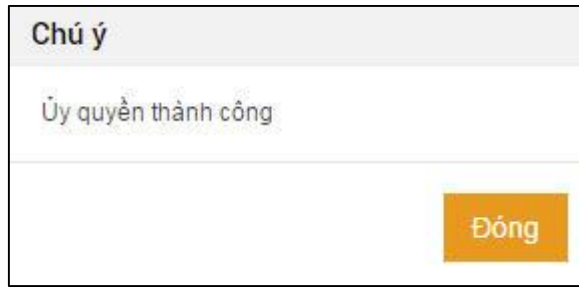 Chú ý
Ủy quyền thành công
Đóng